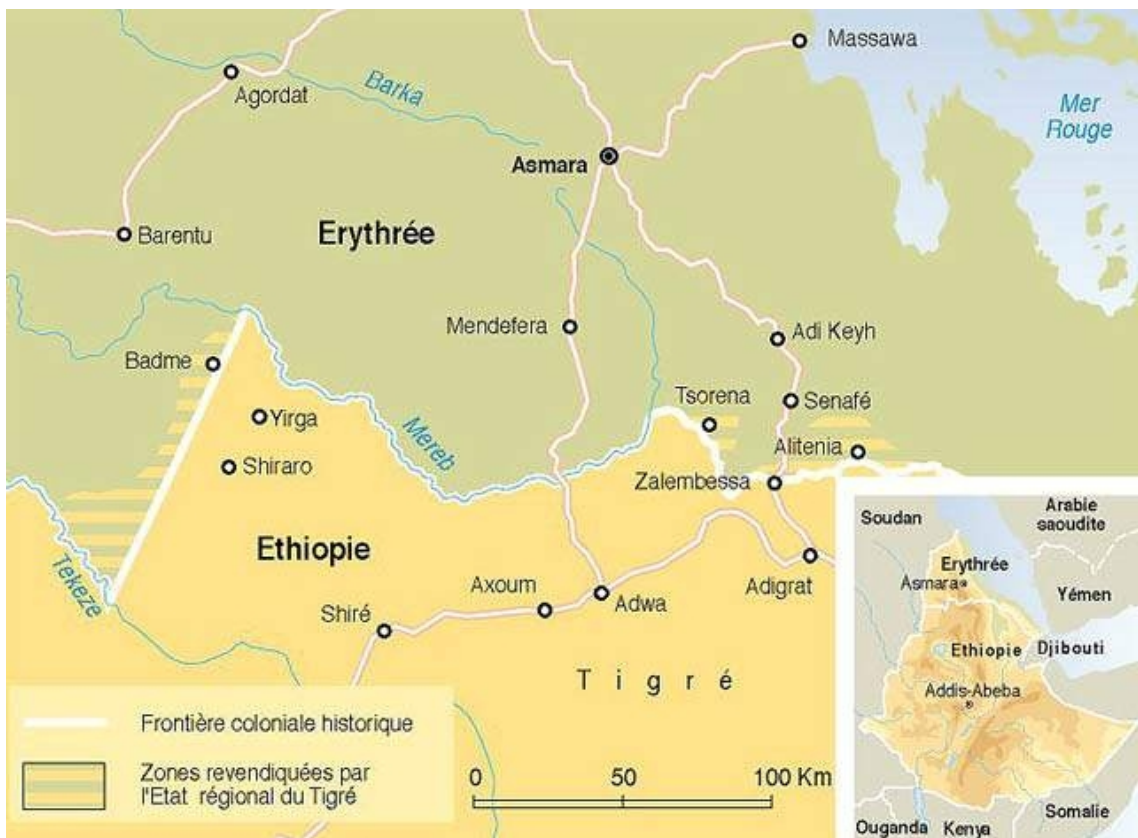 Massawa
Mer
Rouge
Agordat
Barka
Asmara
Barentu
Erythrée
Mendefera
Adi Keyh
Badme
Tsorena
Senafé
Yirga
Mereb
Alitenia
Shiraro
Zalembessa
Ethiopie
Tekeze
Axoum
Adwa
Adigrat
Shiré
Tigré
Frontière coloniale historique
Zones revendiquées par
l'Etat régional du Tigré
0 50 100 Km
Soudan
Arabie
saoudite
Erythrée
Asmara
Yémen
Ethiopie
Djibouti
Addis-Abeba
Somalie
Ouganda
Kenya